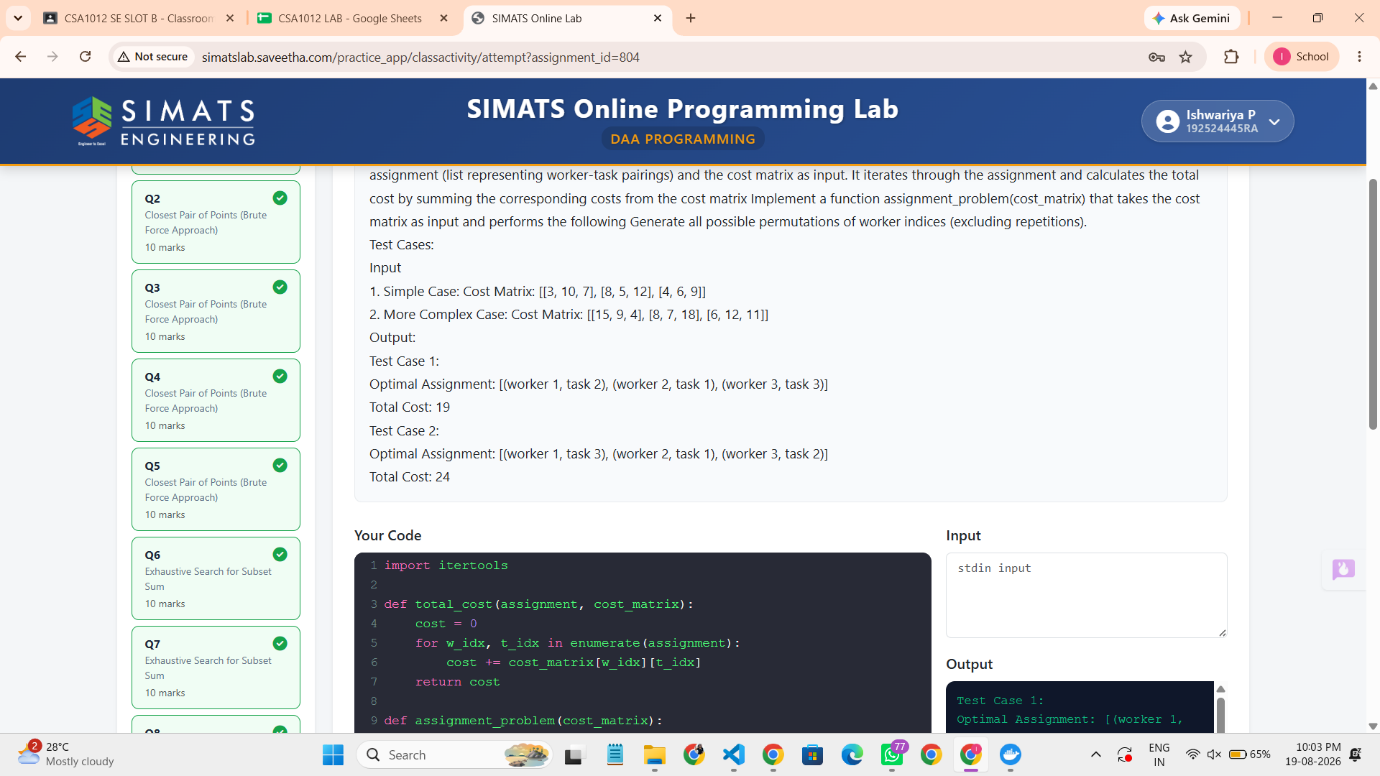 CSA1012 SE SLOT B - Classroom
CSA1012 LAB - Google Sheets
SIMATS Online Lab
Ask Gemini
Not secure
simatslab.saveetha.com/practice_app/classactivity/attempt?assignment_id=804
School
SIMATS
ENGINEERING
SIMATS Online Programming Lab
DAA PROGRAMMING
Ishwariya P
192524445RA
Q2
Closest Pair of Points (Brute
Force Approach)
10 marks
Q3
Closest Pair of Points (Brute
Force Approach)
10 marks
Q4
Closest Pair of Points (Brute
Force Approach)
10 marks
Q5
Closest Pair of Points (Brute
Force Approach)
10 marks
Q6
Exhaustive Search for Subset
Sum
10 marks
Q7
Exhaustive Search for Subset
Sum
10 marks
Q8
assignment (list representing worker-task pairings) and the cost matrix as input. It iterates through the assignment and calculates the total
cost by summing the corresponding costs from the cost matrix Implement a function assignment_problem(cost_matrix) that takes the cost
matrix as input and performs the following Generate all possible permutations of worker indices (excluding repetitions).
Test Cases:
Input
1. Simple Case: Cost Matrix: [[3, 10, 7], [8, 5, 12], [4, 6, 9]]
2. More Complex Case: Cost Matrix: [[15, 9, 4], [8, 7, 18], [6, 12, 11]]
Output:
Test Case 1:
Optimal Assignment: [(worker 1, task 2), (worker 2, task 1), (worker 3, task 3)]
Total Cost: 19
Test Case 2:
Optimal Assignment: [(worker 1, task 3), (worker 2, task 1), (worker 3, task 2)]
Total Cost: 24
Your Code
1 import itertools
2
3 def total_cost(assignment, cost_matrix):
4 cost = 0
5 for w_idx, t_idx in enumerate(assignment):
6 cost += cost_matrix[w_idx][t_idx]
7 return cost
8
9 def assignment_problem(cost_matrix):
Input
stdin input
Output
Test Case 1:
Optimal Assignment: [(worker 1,
2
28°C
Mostly cloudy
Search
77
ENG
IN
65%
10:03 PM
19-08-2026